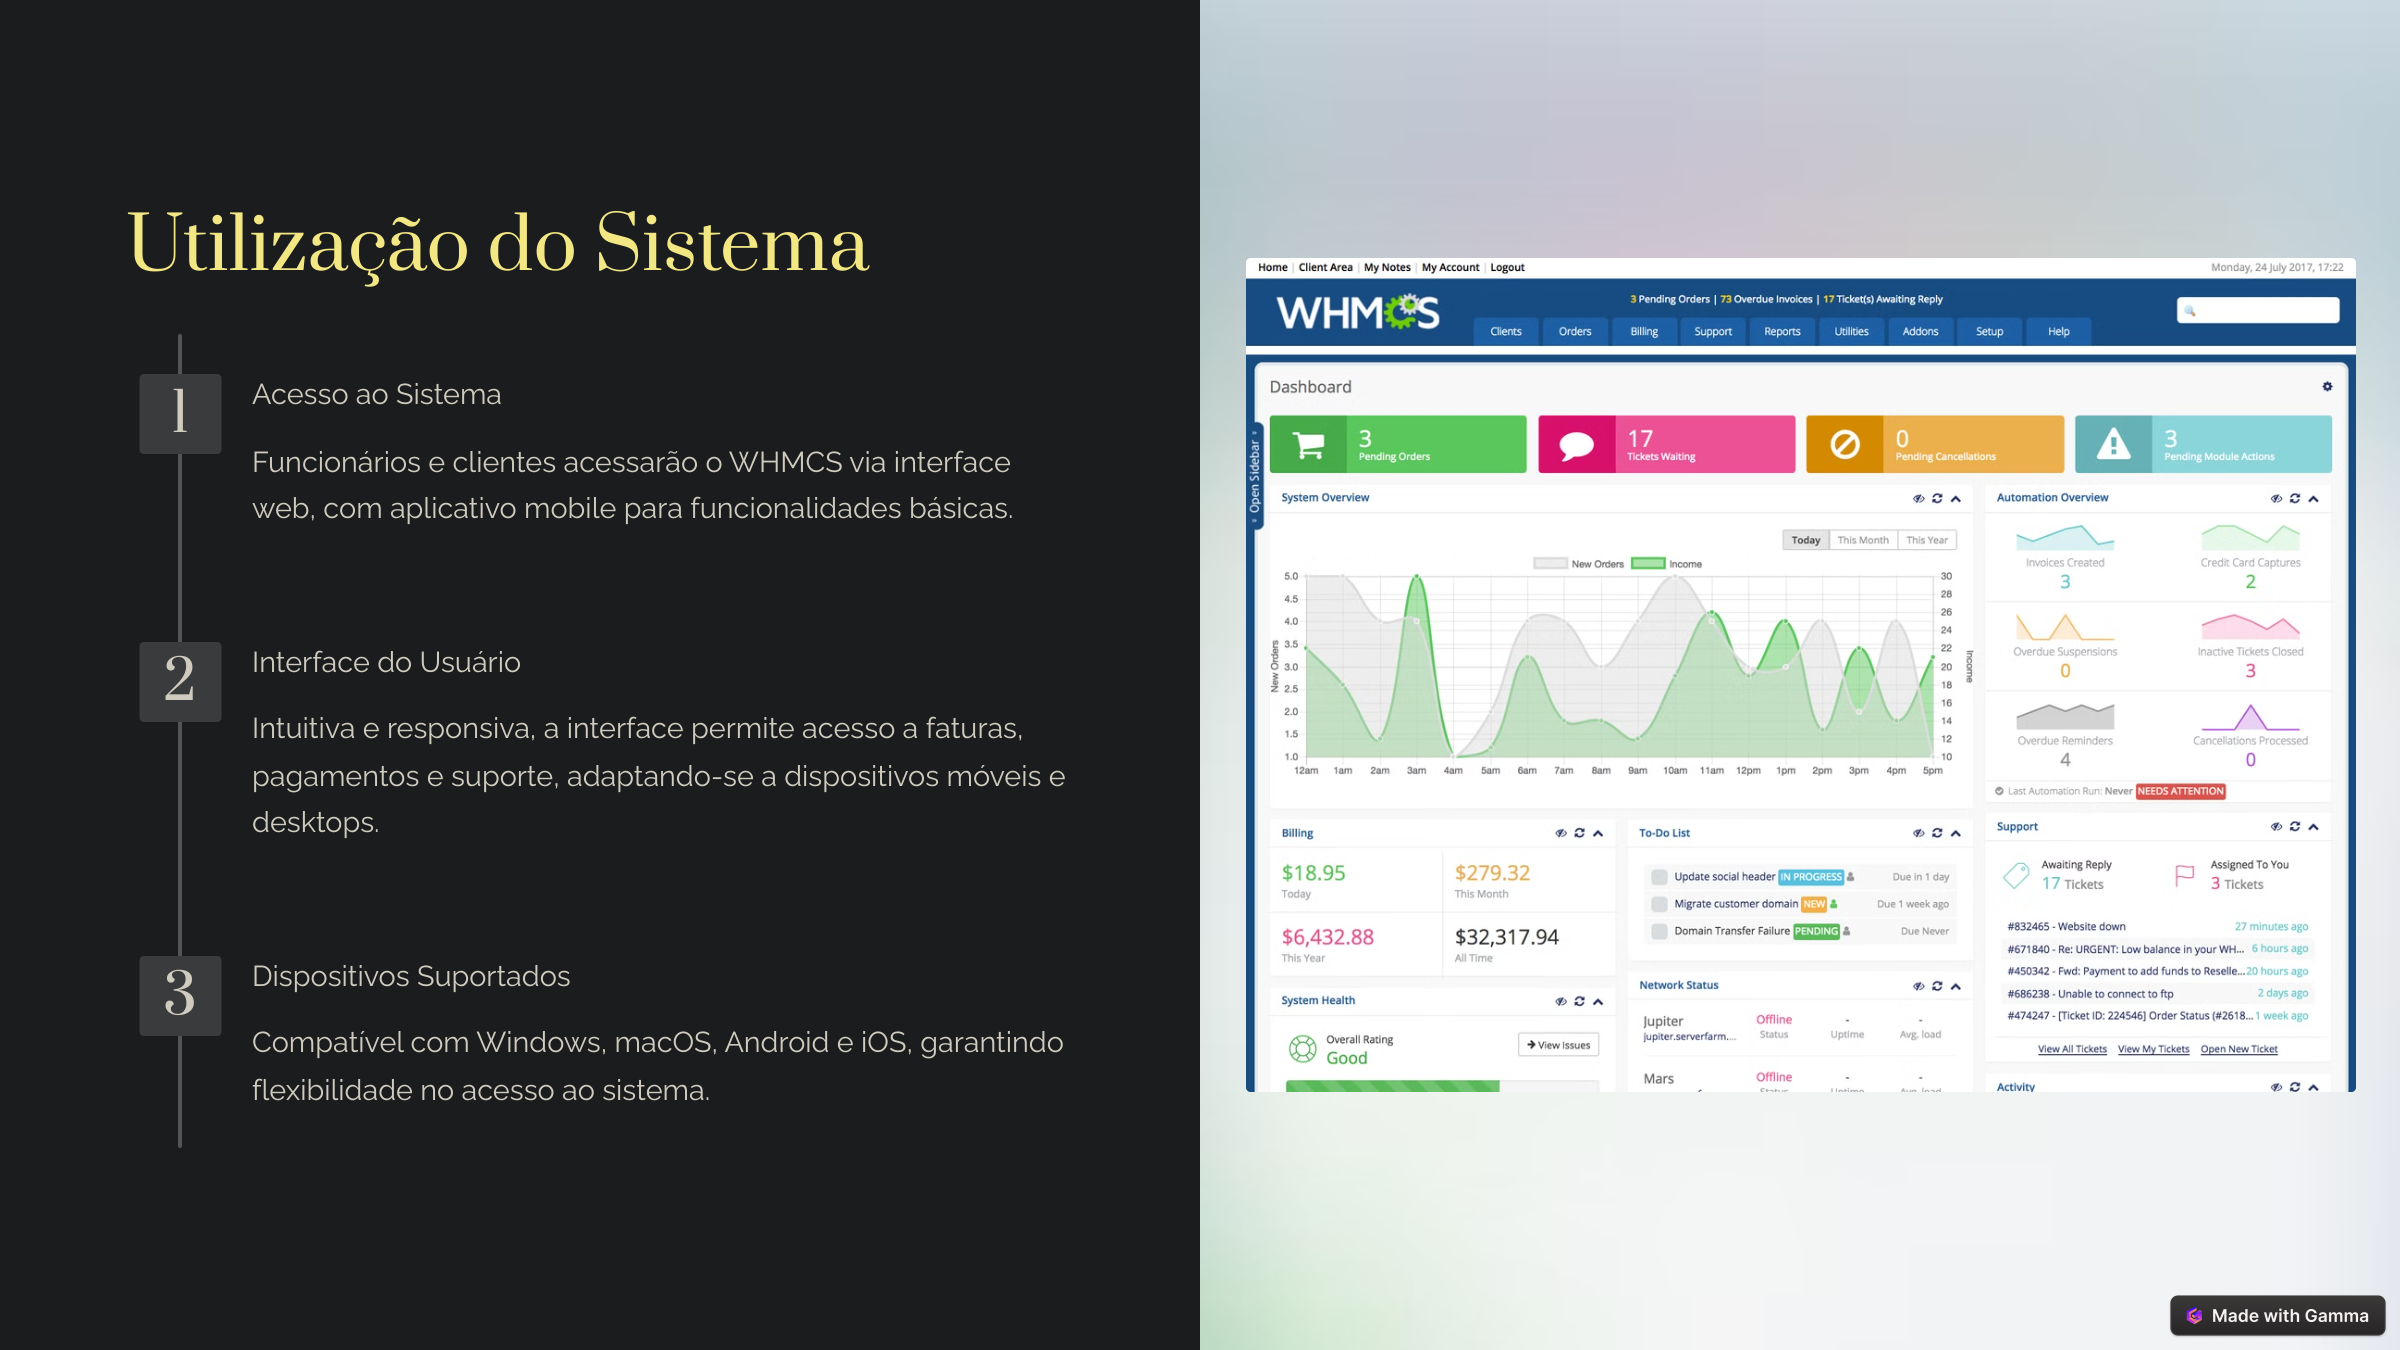 Utilização do Sistema
1
Acesso ao Sistema
Funcionários e clientes acessarão o WHMCS via interface
web, com aplicativo mobile para funcionalidades básicas.
2
Interface do Usuário
Intuitiva e responsiva, a interface permite acesso a faturas,
pagamentos e suporte, adaptando-se a dispositivos móveis e
desktops.
3
Dispositivos Suportados
Compatível com Windows, macOS, Android e iOS, garantindo
flexibilidade no acesso ao sistema.
Home | Client Area | My Notes | My Account | Logout
Monday, 24 July 2017, 17:22
WHMCS
3 Pending Orders | 73 Overdue Invoices | 17 Ticket(s) Awaiting Reply
Clients Orders Billing Support Reports Utilities Addons Setup Help
» Open Sidebar »
Dashboard
3
Pending Orders
17
Tickets Waiting
0
Pending Cancellations
3
Pending Module Actions
System Overview
Today This Month This Year
New Orders Income
New Orders
5.0
4.5
4.0
3.5
3.0
2.5
2.0
1.5
1.0
30
28
26
24
22
20
18
16
14
12
10
Income
12am 1am 2am 3am 4am 5am 6am 7am 8am 9am 10am 11am 12pm 1pm 2pm 3pm 4pm 5pm
Automation Overview
Invoices Created
3
Credit Card Captures
2
Overdue Suspensions
0
Inactive Tickets Closed
3
Overdue Reminders
4
Cancellations Processed
0
Last Automation Run: Never NEEDS ATTENTION
Billing
$18.95
Today
$279.32
This Month
$6,432.88
This Year
$32,317.94
All Time
System Health
Overall Rating
Good
View Issues
To-Do List
Update social header IN PROGRESS Due in 1 day
Migrate customer domain NEW Due 1 week ago
Domain Transfer Failure PENDING Due Never
Network Status
Jupiter
jupiter.serverfarm....
Offline
Status
-
Uptime
-
Avg. load
Mars
Offline
Status
-
Uptime
-
Avg. load
Support
Awaiting Reply
17 Tickets
Assigned To You
3 Tickets
#832465 - Website down 27 minutes ago
#671840 - Re: URGENT: Low balance in your WH... 6 hours ago
#450342 - Fwd: Payment to add funds to Reselle... 20 hours ago
#686238 - Unable to connect to ftp 2 days ago
#474247 - [Ticket ID: 224546] Order Status (#2618... 1 week ago
View All Tickets View My Tickets Open New Ticket
Activity
Made with Gamma